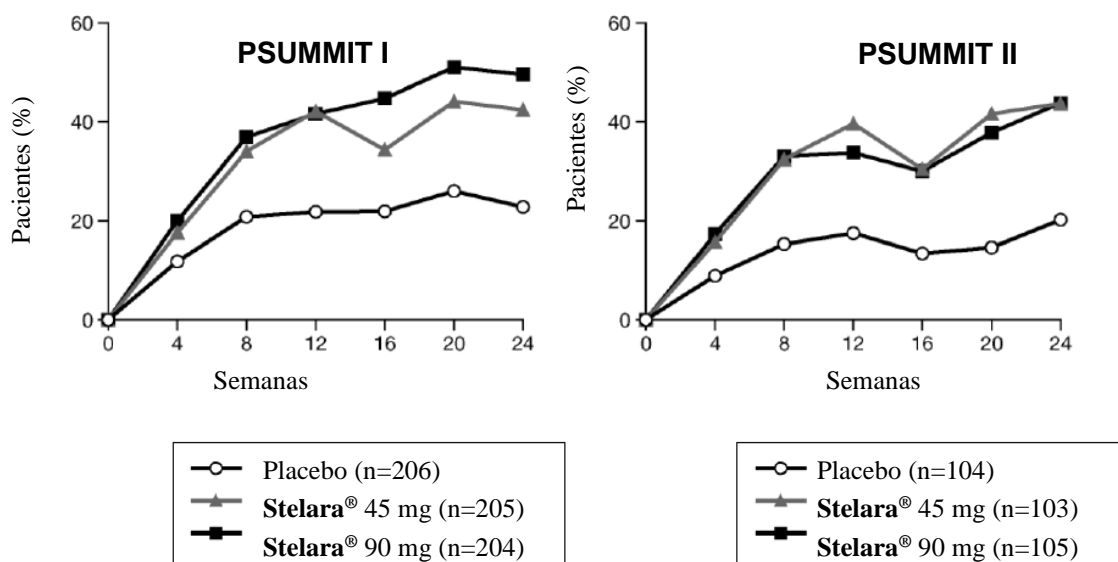 PSUMMIT I
Pacientes (%)
60
40
20
0
0 4 8 12 16 20 24
Semanas
Placebo (n=206)
Stelara® 45 mg (n=205)
Stelara® 90 mg (n=204)
PSUMMIT II
Pacientes (%)
60
40
20
0
0 4 8 12 16 20 24
Semanas
Placebo (n=104)
Stelara® 45 mg (n=103)
Stelara® 90 mg (n=105)